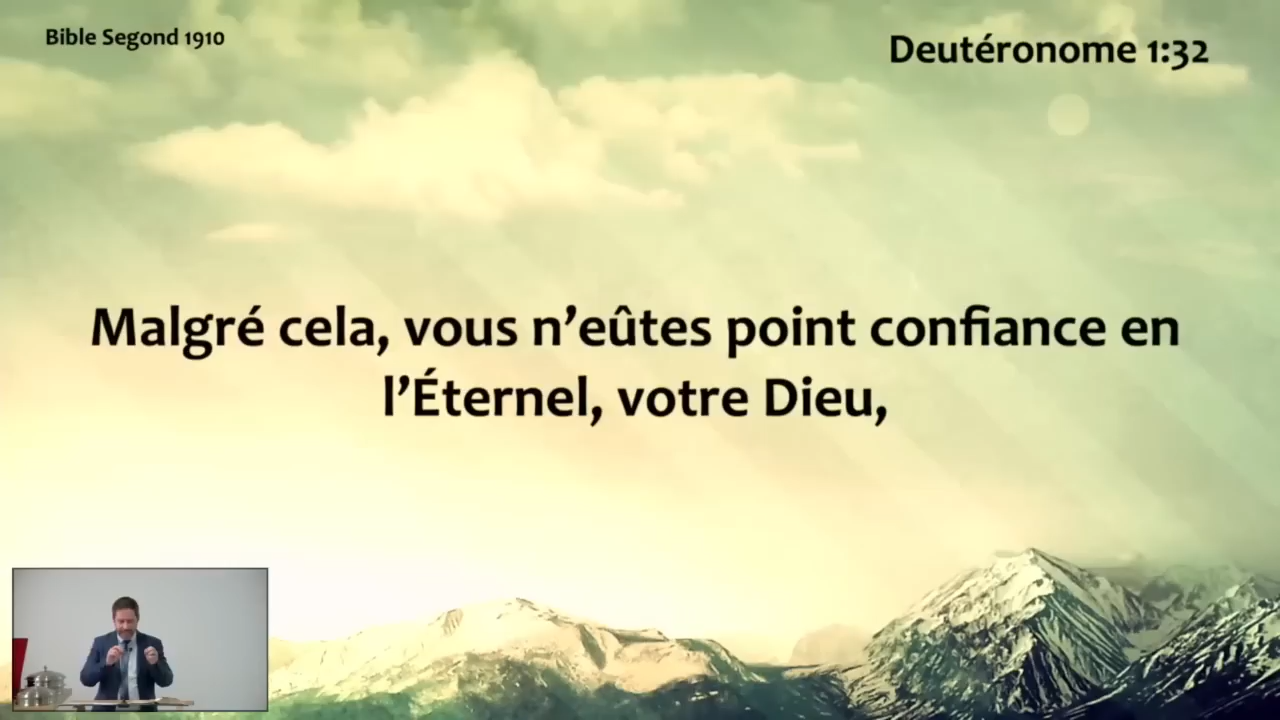 Bible Segond 1910
Deutéronome 1:32
Malgré cela, vous n’eûtes point confiance en
l’Éternel, votre Dieu,